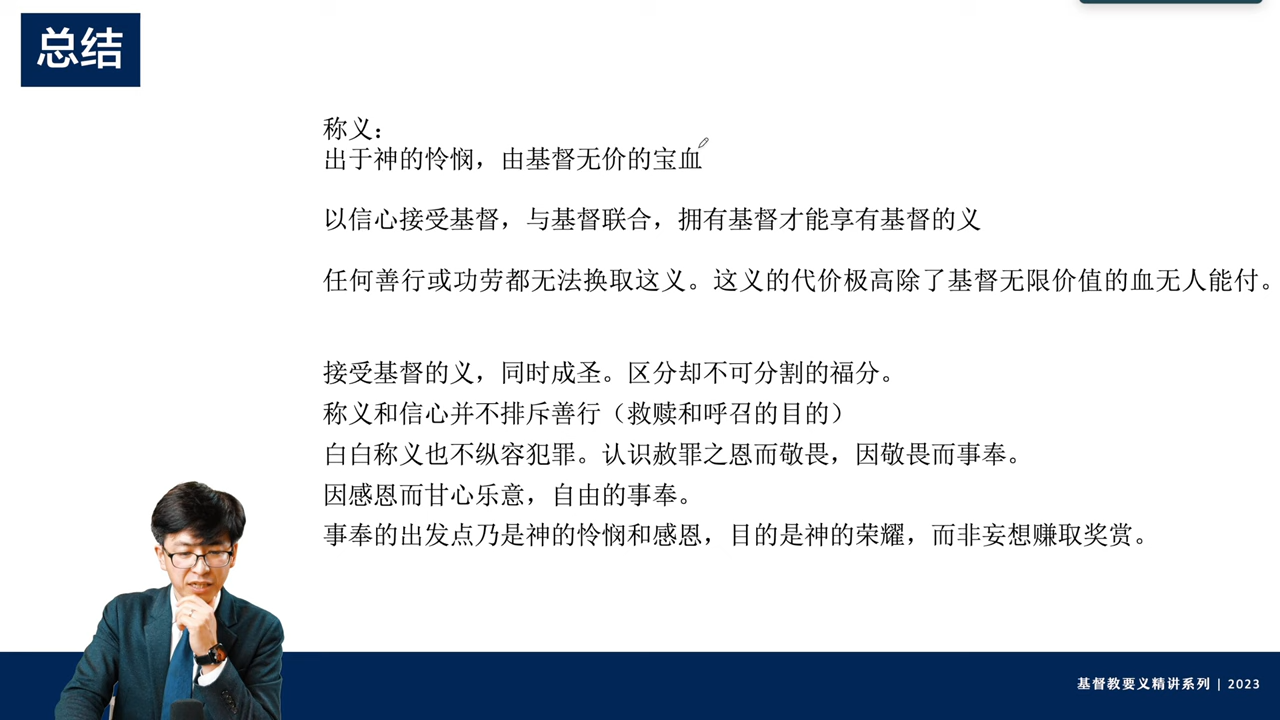 总结
称义：
出于神的怜悯，由基督无价的宝血
以信心接受基督，与基督联合，拥有基督才能享有基督的义
任何善行或功劳都无法换取这义。这义的代价极高除了基督无限价值的血无人能付。
接受基督的义，同时成圣。区分却不可分割的福分。
称义和信心并不排斥善行（救赎和呼召的目的）
白白称义也不纵容犯罪。认识赦罪之恩而敬畏，因敬畏而事奉。
因感恩而甘心乐意，自由的事奉。
事奉的出发点乃是神的怜悯和感恩，目的是神的荣耀，而非妄想赚取奖赏。
基督教要义精讲系列 | 2023